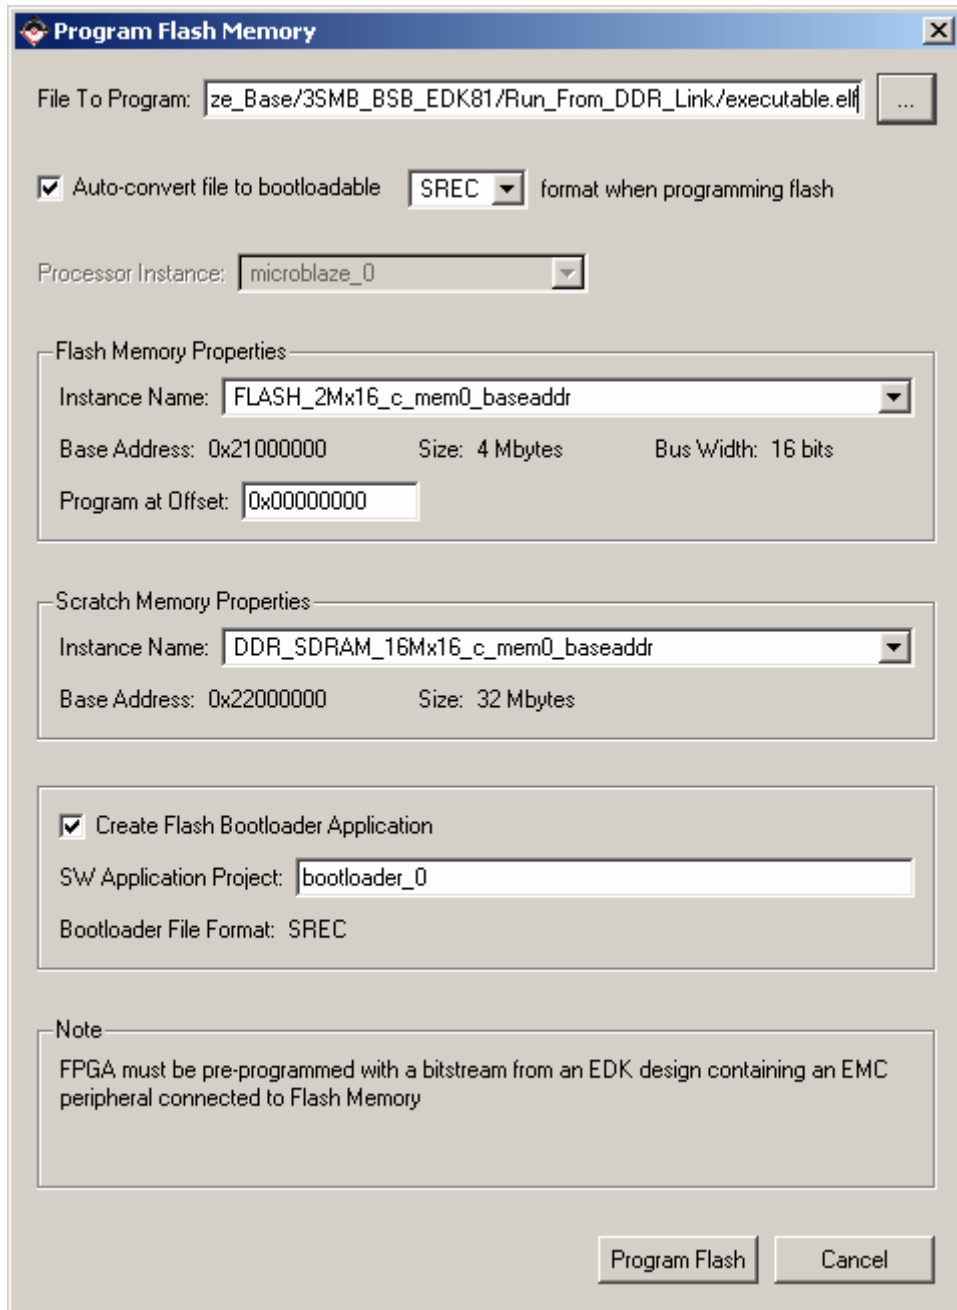 Program Flash Memory
File To Program: ze_Base/3SMB_BSB_EDK81/Run_From_DDR_Link/executable.elf ...
Auto-convert file to bootloadable SREC format when programming flash
Processor Instance: microblaze_0
Flash Memory Properties
Instance Name: FLASH_2Mx16_c_mem0_baseaddr
Base Address: 0x21000000 Size: 4 Mbytes Bus Width: 16 bits
Program at Offset: 0x00000000
Scratch Memory Properties
Instance Name: DDR_SDRAM_16Mx16_c_mem0_baseaddr
Base Address: 0x22000000 Size: 32 Mbytes
Create Flash Bootloader Application
SW Application Project: bootloader_0
Bootloader File Format: SREC
Note
FPGA must be pre-programmed with a bitstream from an EDK design containing an EMC
peripheral connected to Flash Memory
Program Flash Cancel